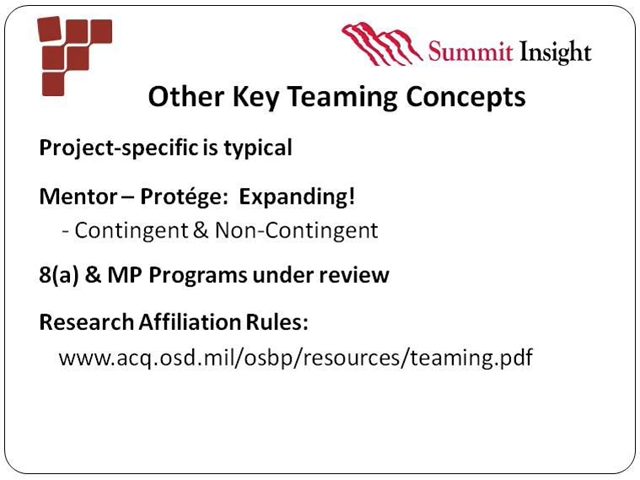 Summit Insight
Other Key Teaming Concepts
Project-specific is typical
Mentor – Protége: Expanding!
- Contingent & Non-Contingent
8(a) & MP Programs under review
Research Affiliation Rules:
www.acq.osd.mil/osbp/resources/teaming.pdf